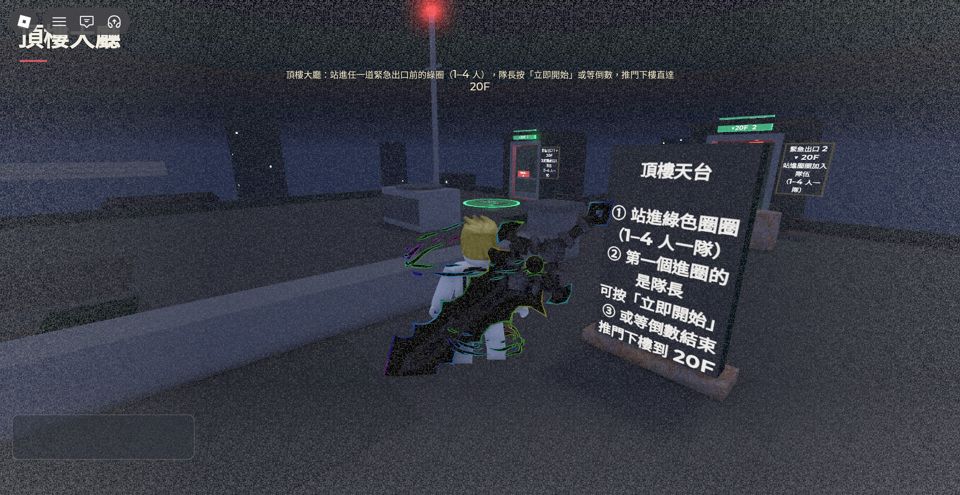 頂樓大廳
頂樓大廳：站進任一道緊急出口前的綠圈（1–4 人），隊長按「立即開始」或等倒數，推門下樓直達
20F
▼20F 2
緊急出口 2
▼ 20F
站進圈圈加入
隊伍
（1–4 人一
隊）
頂樓天台
① 站進綠色圈圈
（1–4 人一隊）
② 第一個進圈的
是隊長
可按「立即開始」
③ 或等倒數結束
推門下樓到 20F